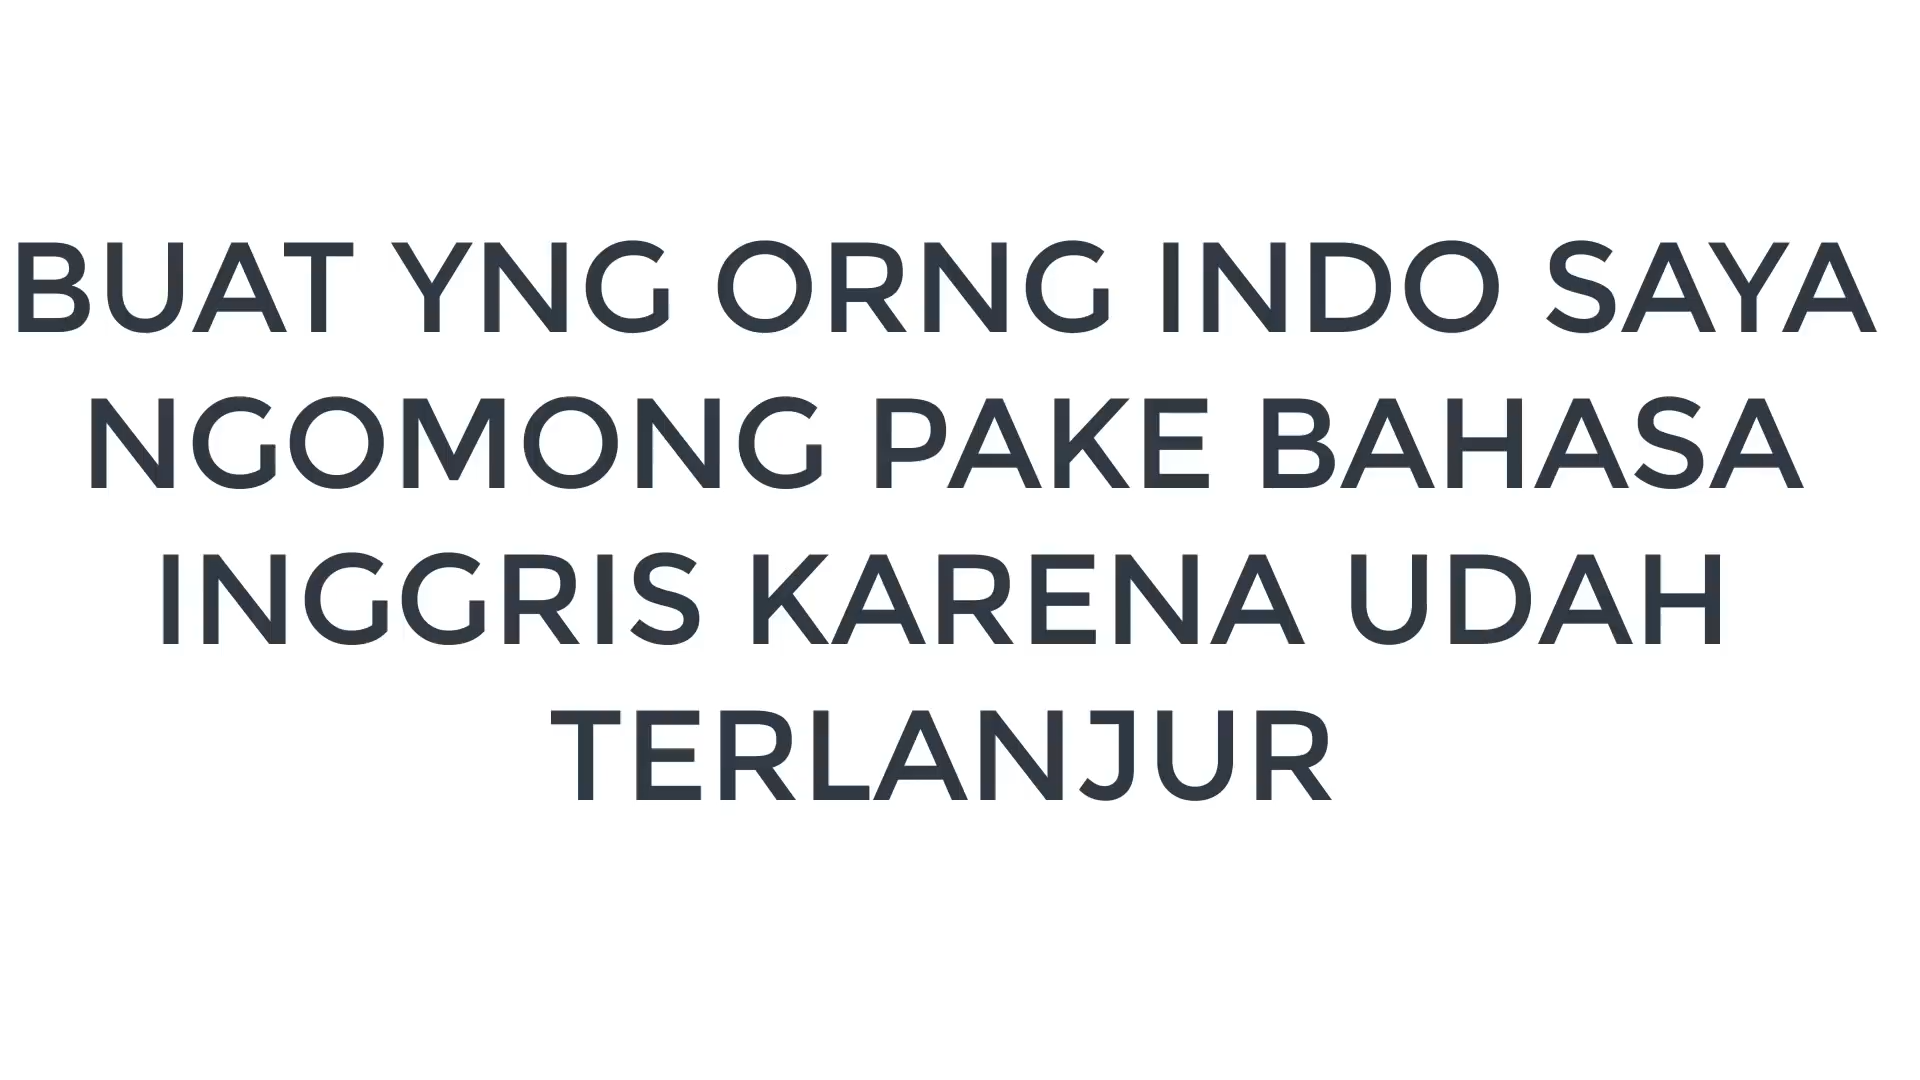 BUAT YNG ORNG INDO SAYA
NGOMONG PAKE BAHASA
INGGRIS KARENA UDAH
TERLANJUR